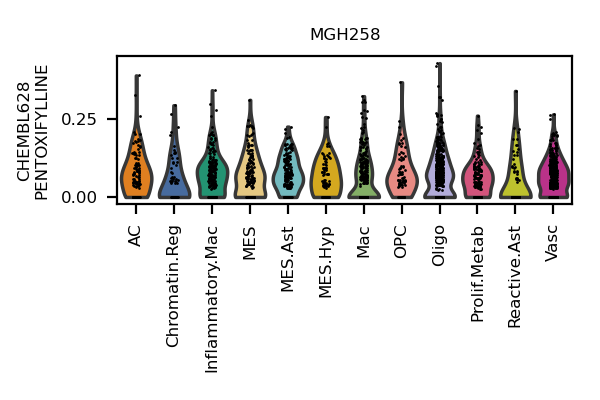 MGH258
CHEMBL628
PENTOXIFYLLINE
0.25
0.00
AC
Chromatin.Reg
Inflammatory.Mac
MES
MES.Ast
MES.Hyp
Mac
OPC
Oligo
Prolif.Metab
Reactive.Ast
Vasc